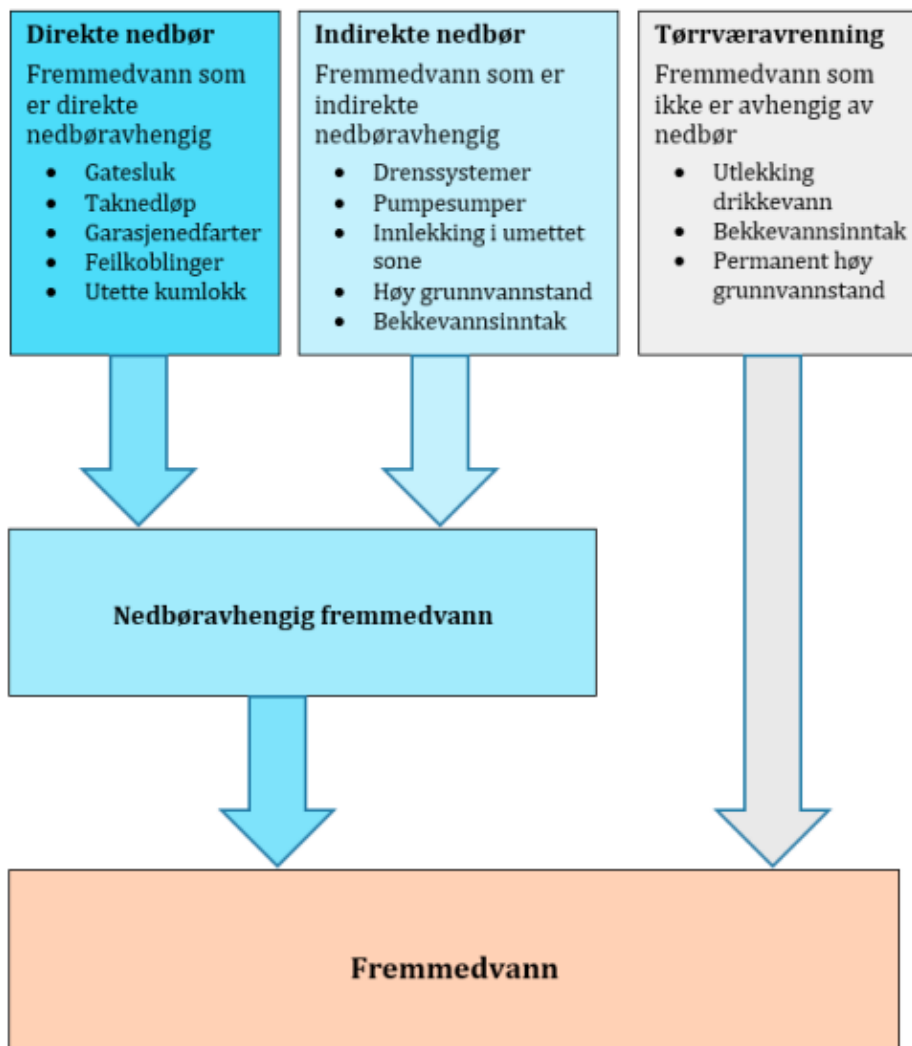 Direkte nedbør
Fremmedvann som
er direkte
nedbøravhengig
• Gatesluk
• Taknedløp
• Garasjenedfarter
• Feilkoblinger
• Utette kumlokk
Indirekte nedbør
Fremmedvann som er
indirekte
nedbøravhengig
• Drenssystemer
• Pumpesumper
• Innlekking i umettet
sone
• Høy grunnvannstand
• Bekkevannsinntak
Tørrværavrenning
Fremmedvann som
ikke er avhengig av
nedbør
• Utlekking
drikkevann
• Bekkevannsinntak
• Permanent høy
grunnvannstand
Nedbøravhengig fremmedvann
Fremmedvann